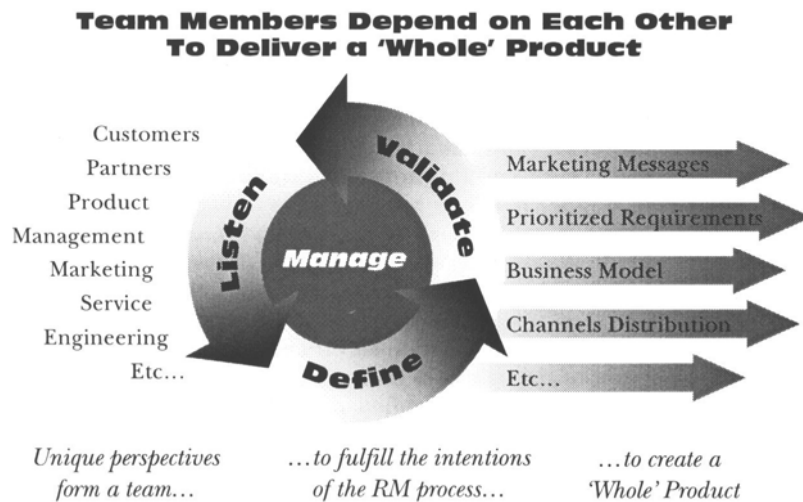 Team Members Depend on Each Other
To Deliver a ‘Whole’ Product
Customers
Partners
Product
Management
Marketing
Service
Engineering
Etc…
Listen
Validate
Manage
Define
Marketing Messages
Prioritized Requirements
Business Model
Channels Distribution
Etc…
Unique perspectives
form a team…
…to fulfill the intentions
of the RM process…
…to create a
‘Whole’ Product